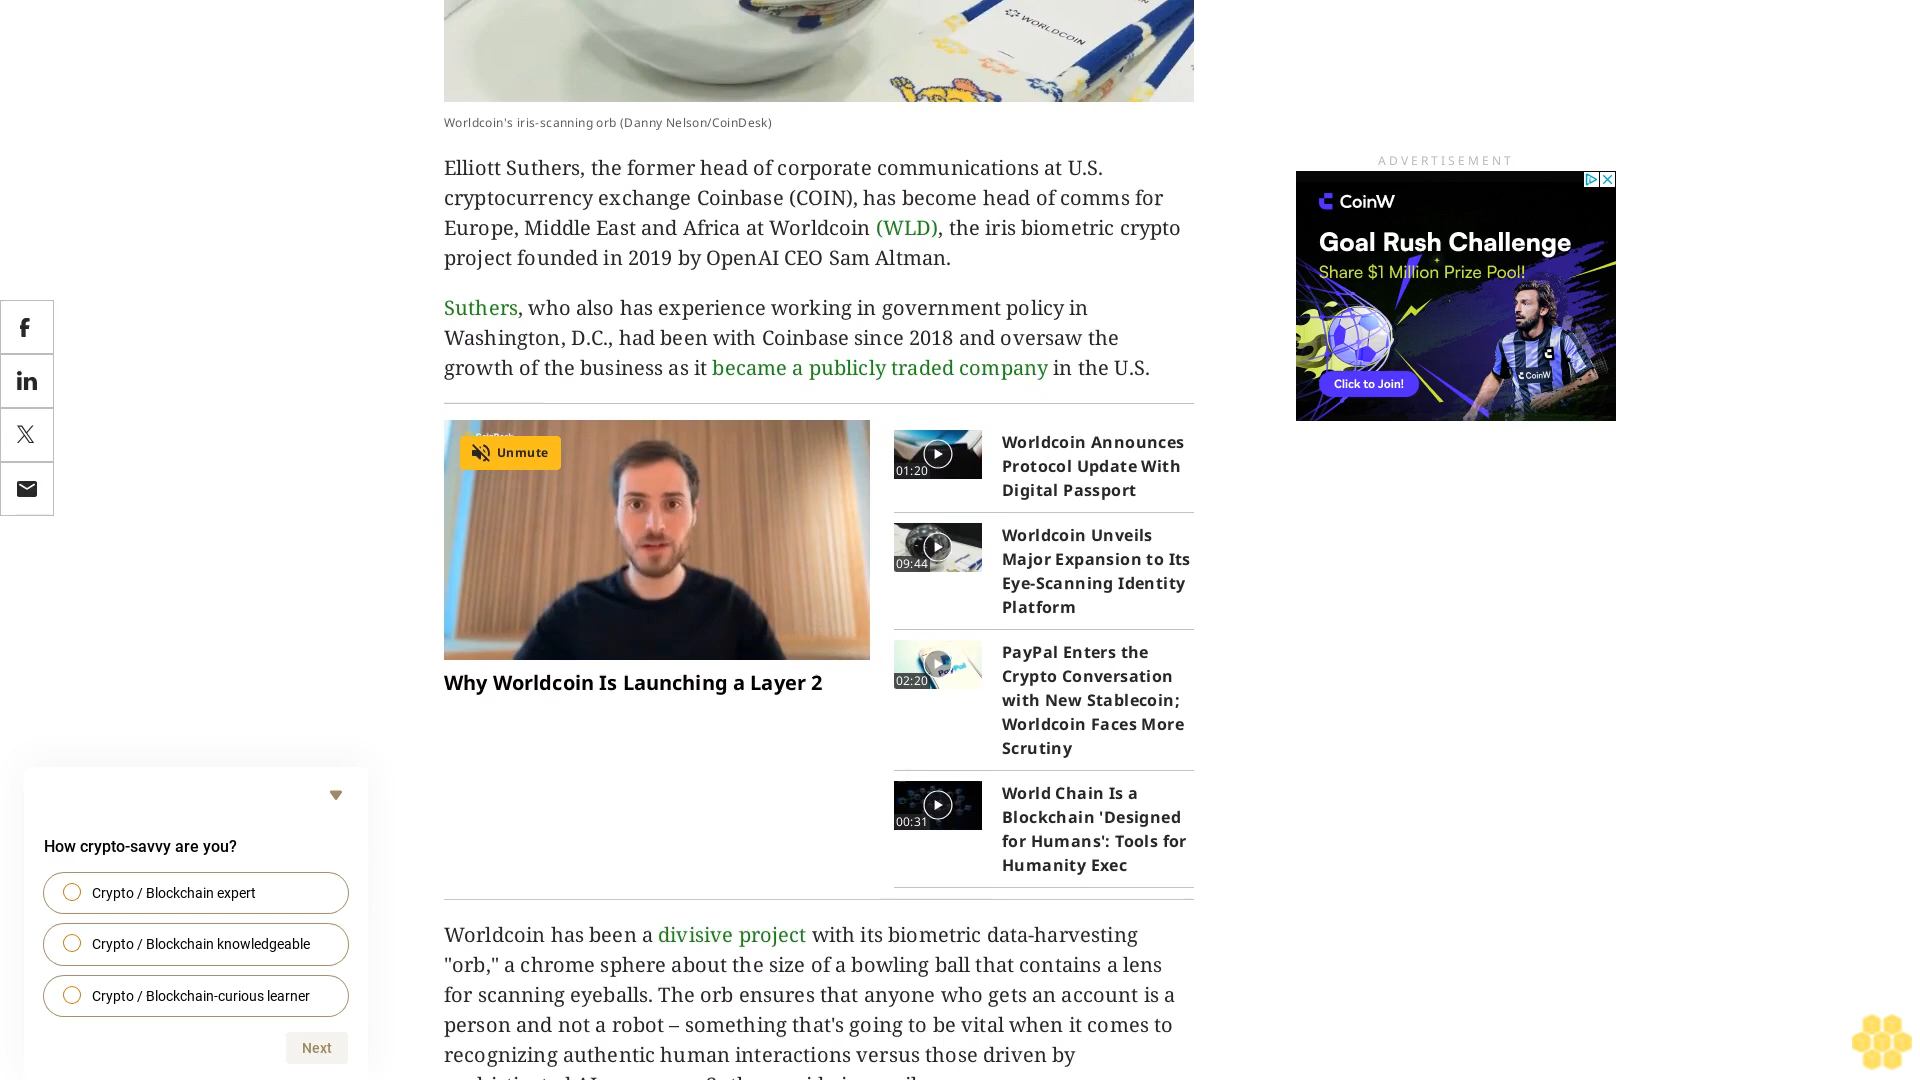 WORLDCOIN
Worldcoin's iris-scanning orb (Danny Nelson/CoinDesk)
Elliott Suthers, the former head of corporate communications at U.S.
cryptocurrency exchange Coinbase (COIN), has become head of comms for
Europe, Middle East and Africa at Worldcoin (WLD), the iris biometric crypto
project founded in 2019 by OpenAI CEO Sam Altman.
Suthers, who also has experience working in government policy in
Washington, D.C., had been with Coinbase since 2018 and oversaw the
growth of the business as it became a publicly traded company in the U.S.
Unmute
Why Worldcoin Is Launching a Layer 2
01:20
Worldcoin Announces
Protocol Update With
Digital Passport
09:44
Worldcoin Unveils
Major Expansion to Its
Eye-Scanning Identity
Platform
02:20
PayPal Enters the
Crypto Conversation
with New Stablecoin;
Worldcoin Faces More
Scrutiny
00:31
World Chain Is a
Blockchain 'Designed
for Humans': Tools for
Humanity Exec
Worldcoin has been a divisive project with its biometric data-harvesting
"orb," a chrome sphere about the size of a bowling ball that contains a lens
for scanning eyeballs. The orb ensures that anyone who gets an account is a
person and not a robot – something that's going to be vital when it comes to
recognizing authentic human interactions versus those driven by
ADVERTISEMENT
CoinW
Goal Rush Challenge
Share $1 Million Prize Pool!
CoinW
Click to Join!
How crypto-savvy are you?
Crypto / Blockchain expert
Crypto / Blockchain knowledgeable
Crypto / Blockchain-curious learner
Next